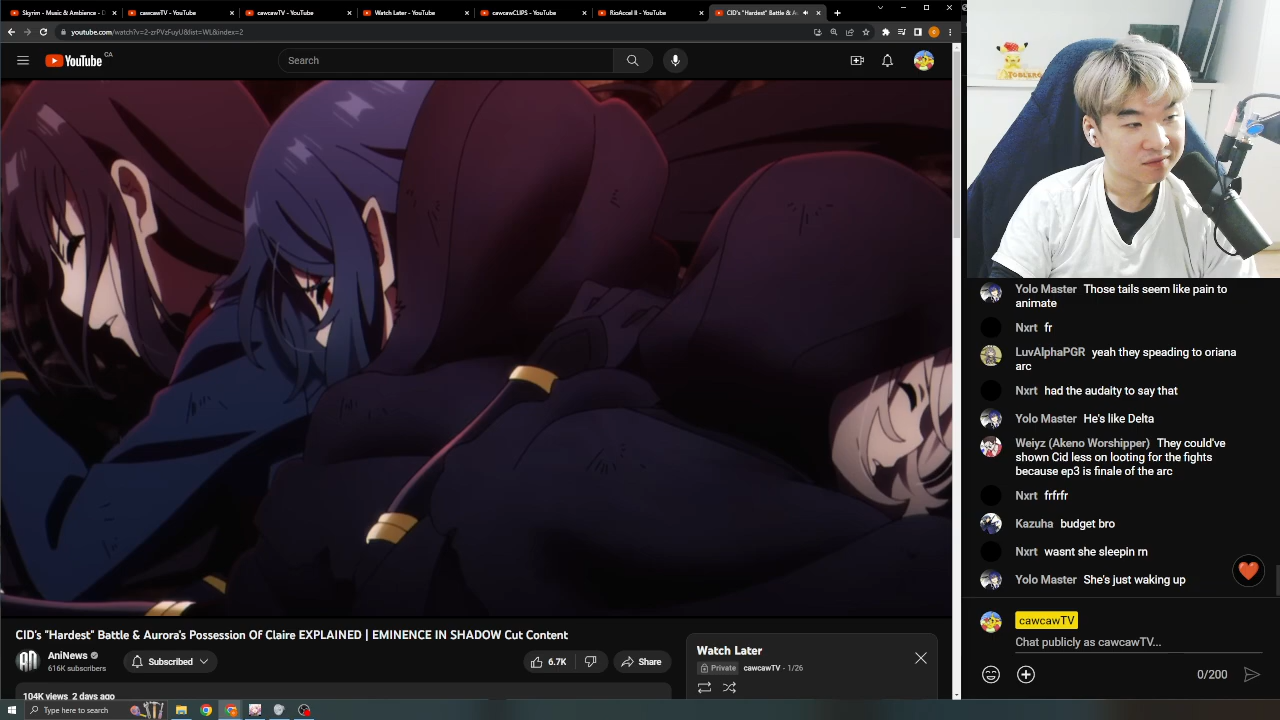 Skyrim - Music & Ambience -
cawcawTV - YouTube
cawcawTV - YouTube
Watch Later - YouTube
cawcawCLIPS - YouTube
RioAccel II - YouTube
CID's "Hardest" Battle & A
youtube.com/watch?v=2-zrPVzFuyU&list=WL&index=2
YouTube CA
Search
TOBLERO
Yolo Master Those tails seem like pain to
animate
Nxrt fr
LuvAlphaPGR yeah they speading to oriana
arc
Nxrt had the audaity to say that
Yolo Master He's like Delta
Weiyz (Akeno Worshipper) They could've
shown Cid less on looting for the fights
because ep3 is finale of the arc
Nxrt frfrfr
Kazuha budget bro
Nxrt wasnt she sleepin rn
Yolo Master She's just waking up
cawcawTV
Chat publicly as cawcawTV...
0/200
CID's "Hardest" Battle & Aurora's Possession Of Claire EXPLAINED | EMINENCE IN SHADOW Cut Content
AN
AniNews
616K subscribers
Subscribed
6.7K
Share
104K views 2 days ago
Watch Later
Private cawcawTV - 1/26
Type here to search